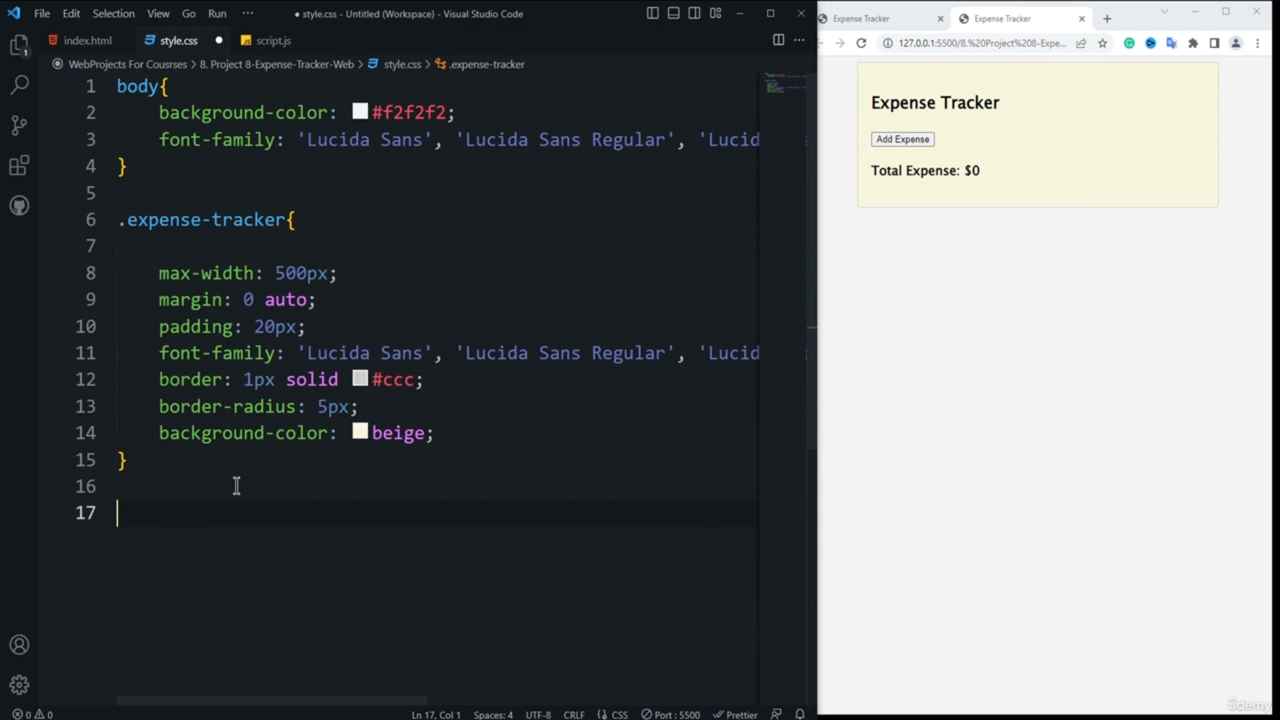 File Edit Selection View Go Run ··· ● style.css - Untitled (Workspace) - Visual Studio Code
index.html style.css ● script.js
WebProjects For Coursses > 8. Project 8-Expense-Tracker-Web > style.css > .expense-tracker
1 body{
2 background-color: #f2f2f2;
3 font-family: 'Lucida Sans', 'Lucida Sans Regular', 'Lucid
4 }
5
6 .expense-tracker{
7
8 max-width: 500px;
9 margin: 0 auto;
10 padding: 20px;
11 font-family: 'Lucida Sans', 'Lucida Sans Regular', 'Lucid
12 border: 1px solid #ccc;
13 border-radius: 5px;
14 background-color: beige;
15 }
16
17
1
0 0 Ln 17, Col 1 Spaces: 4 UTF-8 CRLF {} CSS Port : 5500 Prettier
Expense Tracker Expense Tracker
127.0.0.1:5500/8.%20Project%208-Expe...
Expense Tracker
Add Expense
Total Expense: $0
ûdemy